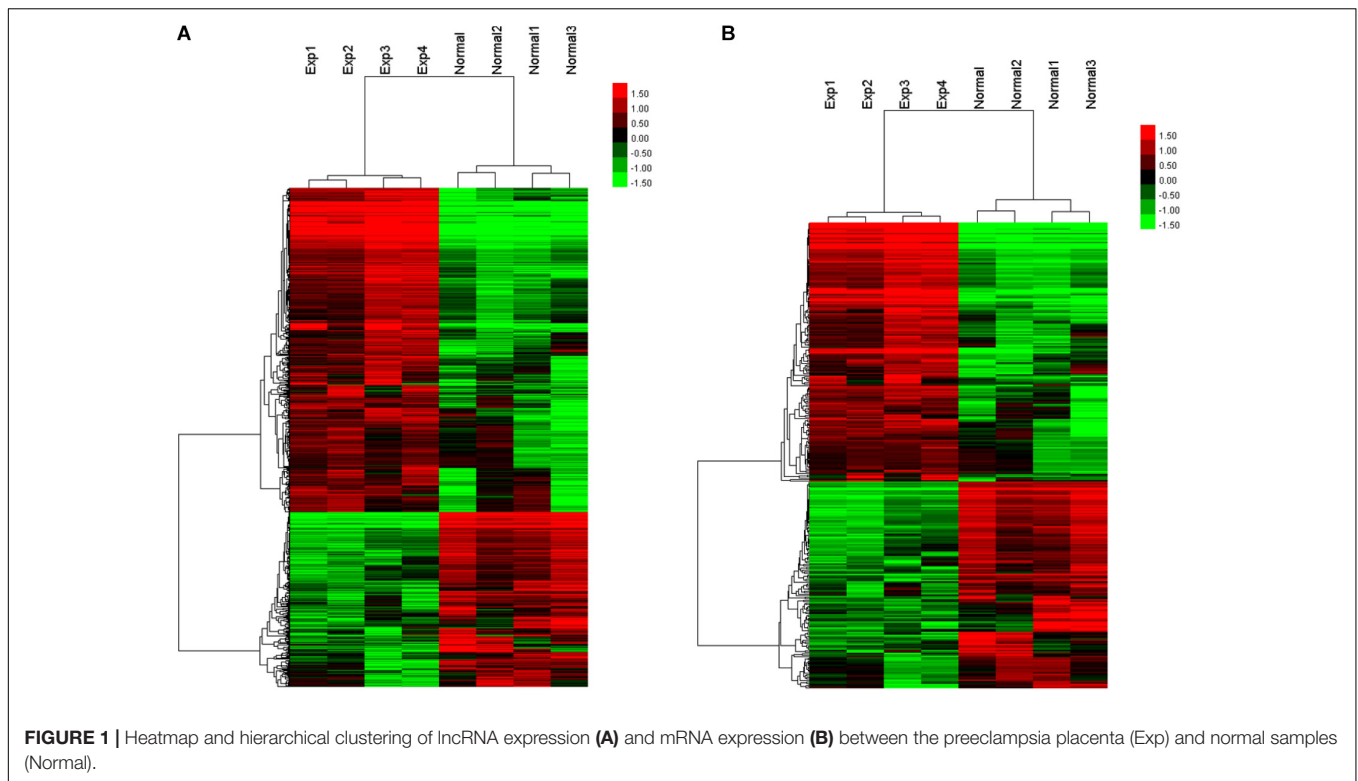 A
Exp1 Exp2 Exp3 Exp4 Normal Normal2 Normal1 Normal3
1.50
1.00
0.50
0.00
-0.50
-1.00
-1.50
B
Exp1 Exp2 Exp3 Exp4 Normal Normal2 Normal1 Normal3
1.50
1.00
0.50
0.00
-0.50
-1.00
-1.50
FIGURE 1 | Heatmap and hierarchical clustering of lncRNA expression (A) and mRNA expression (B) between the preeclampsia placenta (Exp) and normal samples
(Normal).